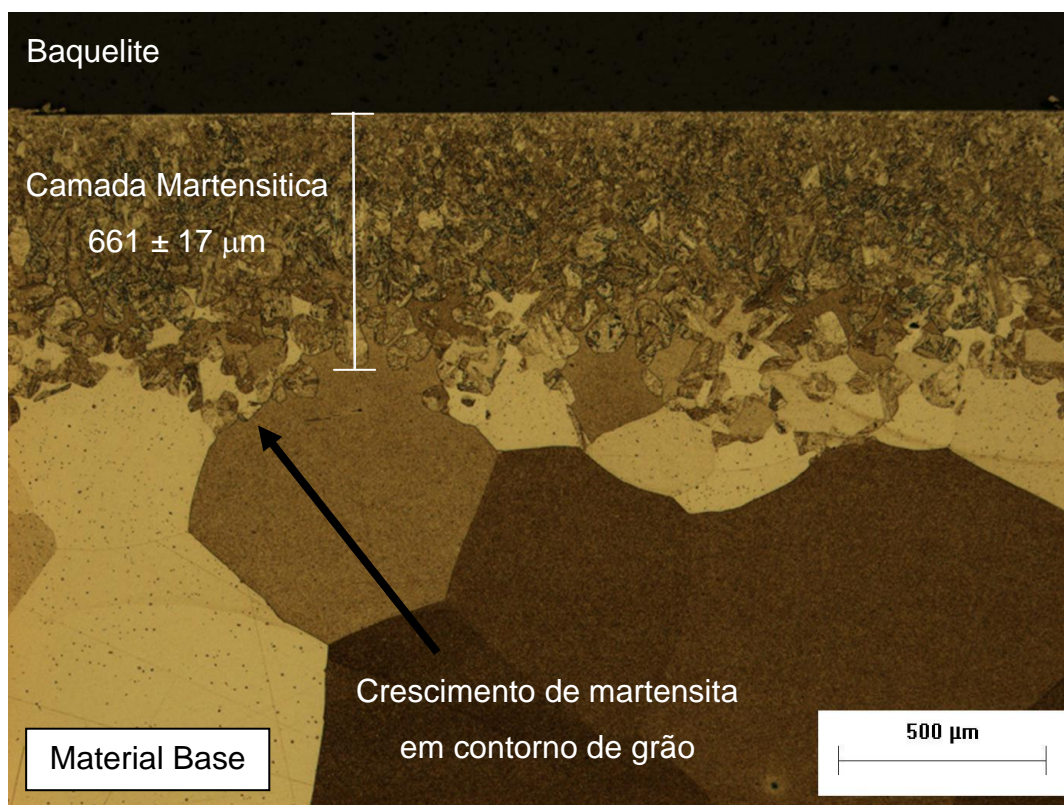 Baquelite
Camada Martensitica
661 ± 17 μm
Crescimento de martensita
em contorno de grão
Material Base
500 µm